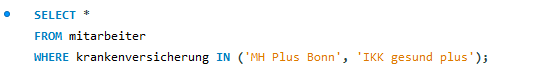 SELECT *
FROM mitarbeiter
WHERE krankenversicherung IN ('MH Plus Bonn', 'IKK gesund plus');